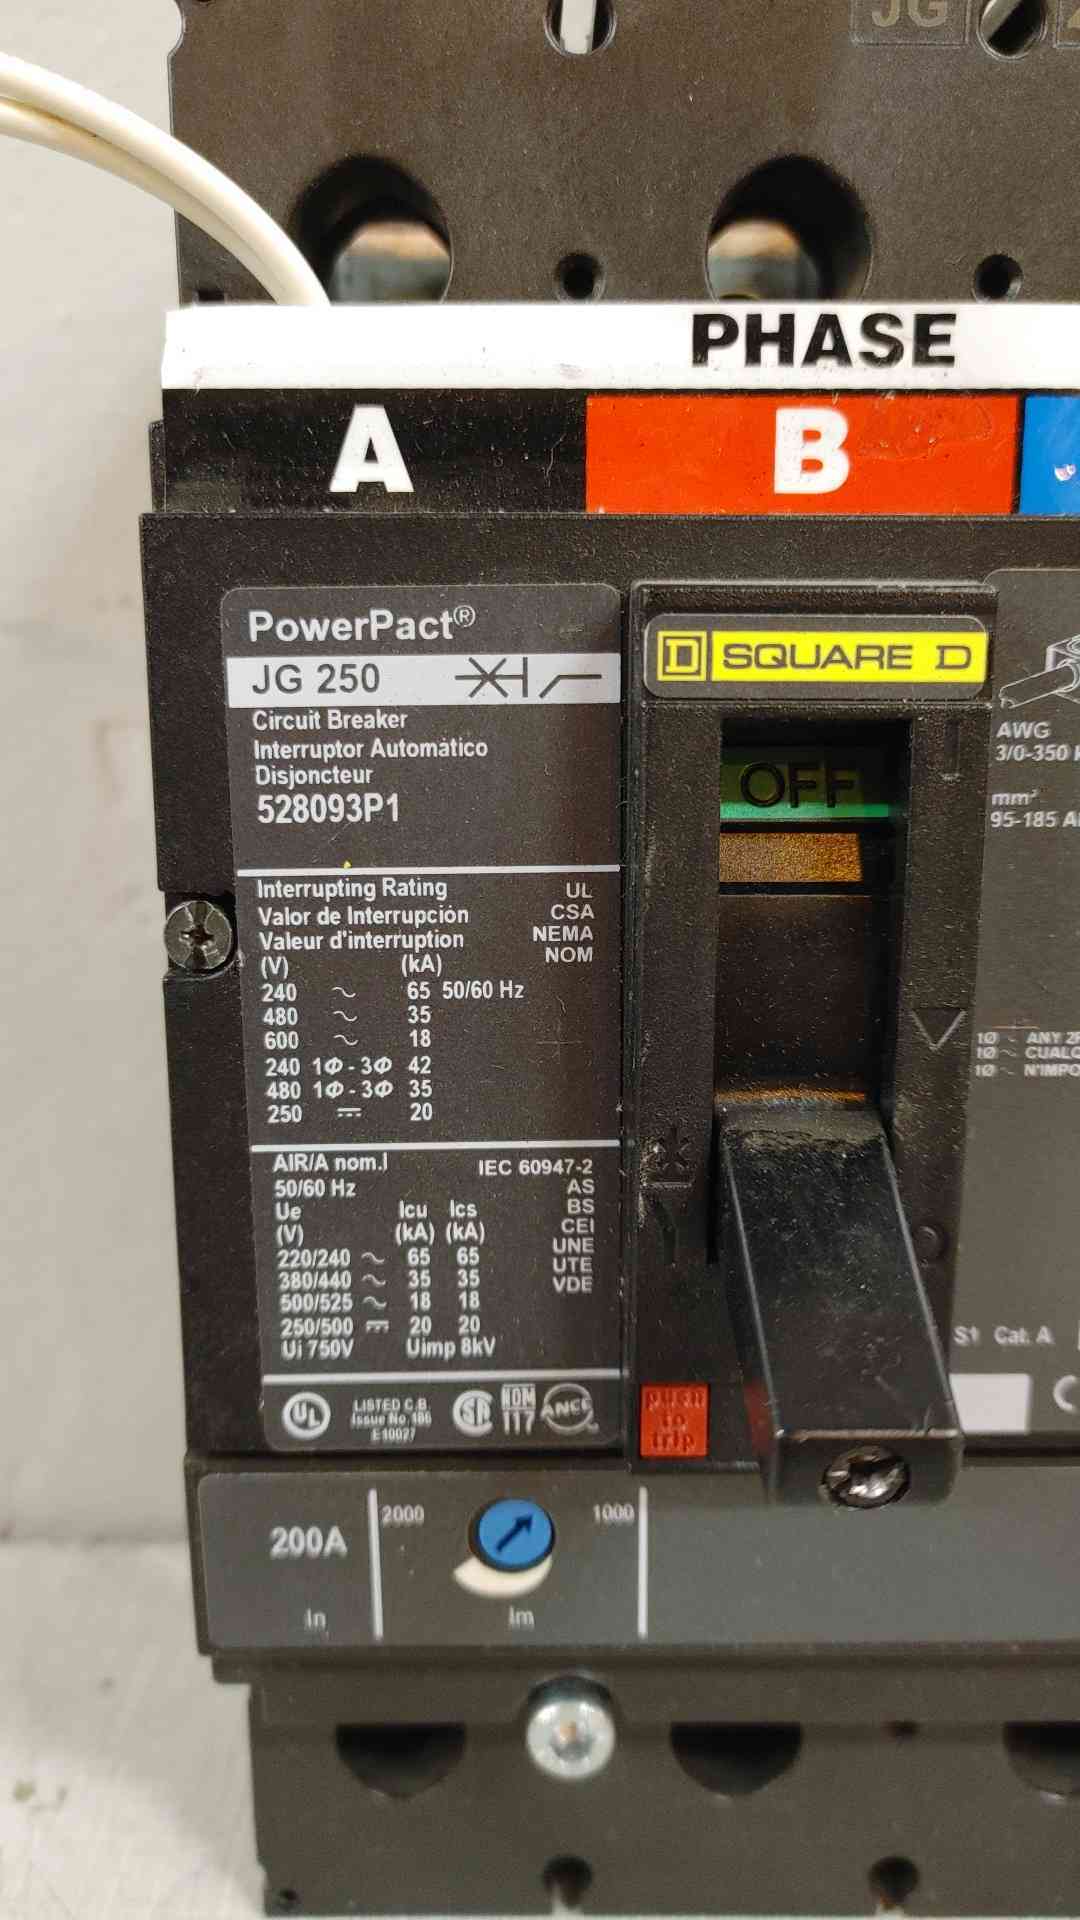 JG
PHASE
A B
PowerPact®
JG 250
SQUARE D
Circuit Breaker
Interruptor Automático
Disjoncteur
528093P1
OFF
AWG
3/0-350
mm²
95-185
Interrupting Rating UL
Valor de Interrupción CSA
Valeur d'interruption NEMA
(V) (kA) NOM
240 ~ 65 50/60 Hz
480 ~ 35
600 ~ 18
240 1Φ - 3Φ 42
480 1Φ - 3Φ 35
250 ⎓ 20
1Ø ~ ANY
1Ø ~
1Ø ~
AIR/A nom.I IEC 60947-2
50/60 Hz AS
Ue Icu Ics BS
(V) (kA) (kA) CEI
220/240 ~ 65 65 UNE
380/440 ~ 35 35 UTE
500/525 ~ 18 18 VDE
250/500 ⎓ 20 20
Ui 750V Uimp 8kV
S1 Cat. A
UL LISTED C.B. Issue No.186 E10027 NOM 117 ANCE
push
to
trip
200A 2000 1000
In Im